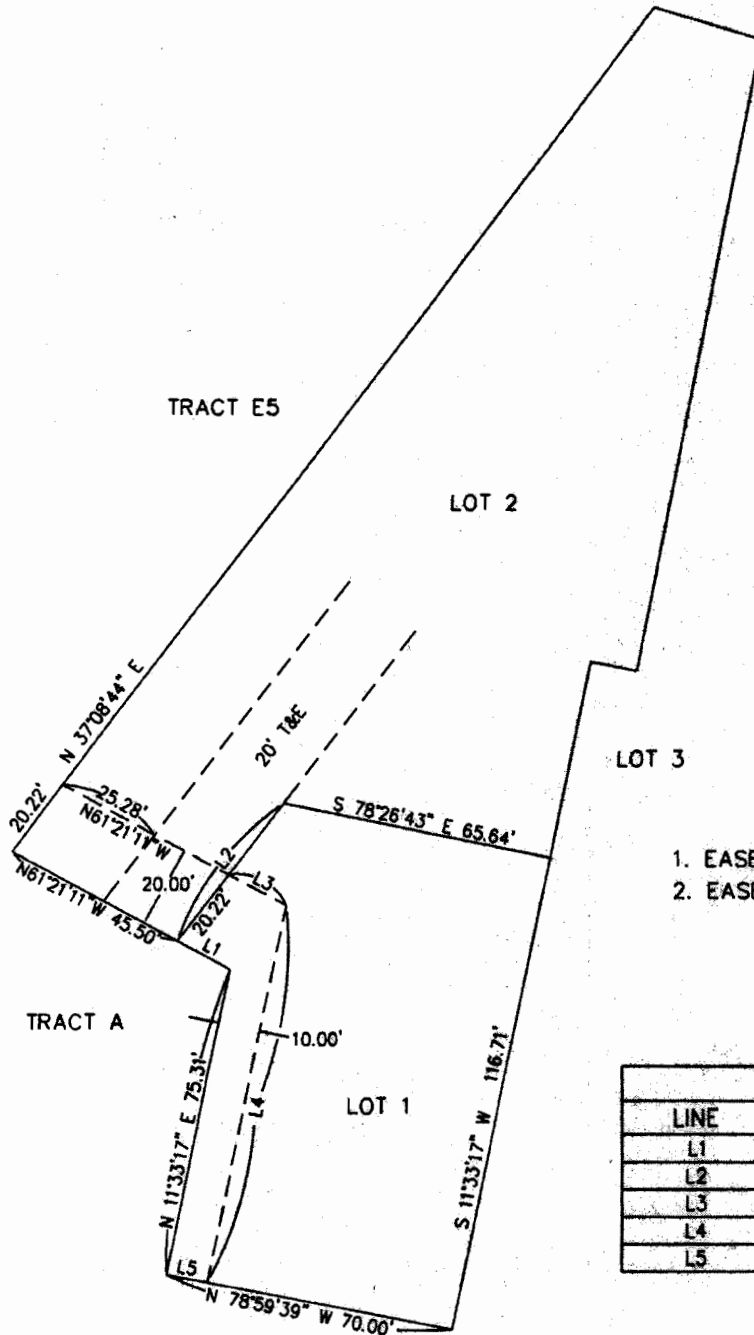 TRACT E5
LOT 2
N 37°08'44" E
20' T&E
LOT 3
20.22'
25.28'
N61°21'11"W
S 78°26'43" E 65.64'
L2
L3
20.00'
20.22'
N61°21'11"W 45.50'
L1
1. EASE
2. EASE
TRACT A
10.00'
N 11°33'17" E 75.31'
L4
LOT 1
S 11°33'17" W 116.71'
L5
N 78°59'39" W 70.00'
LINE
L1
L2
L3
L4
L5